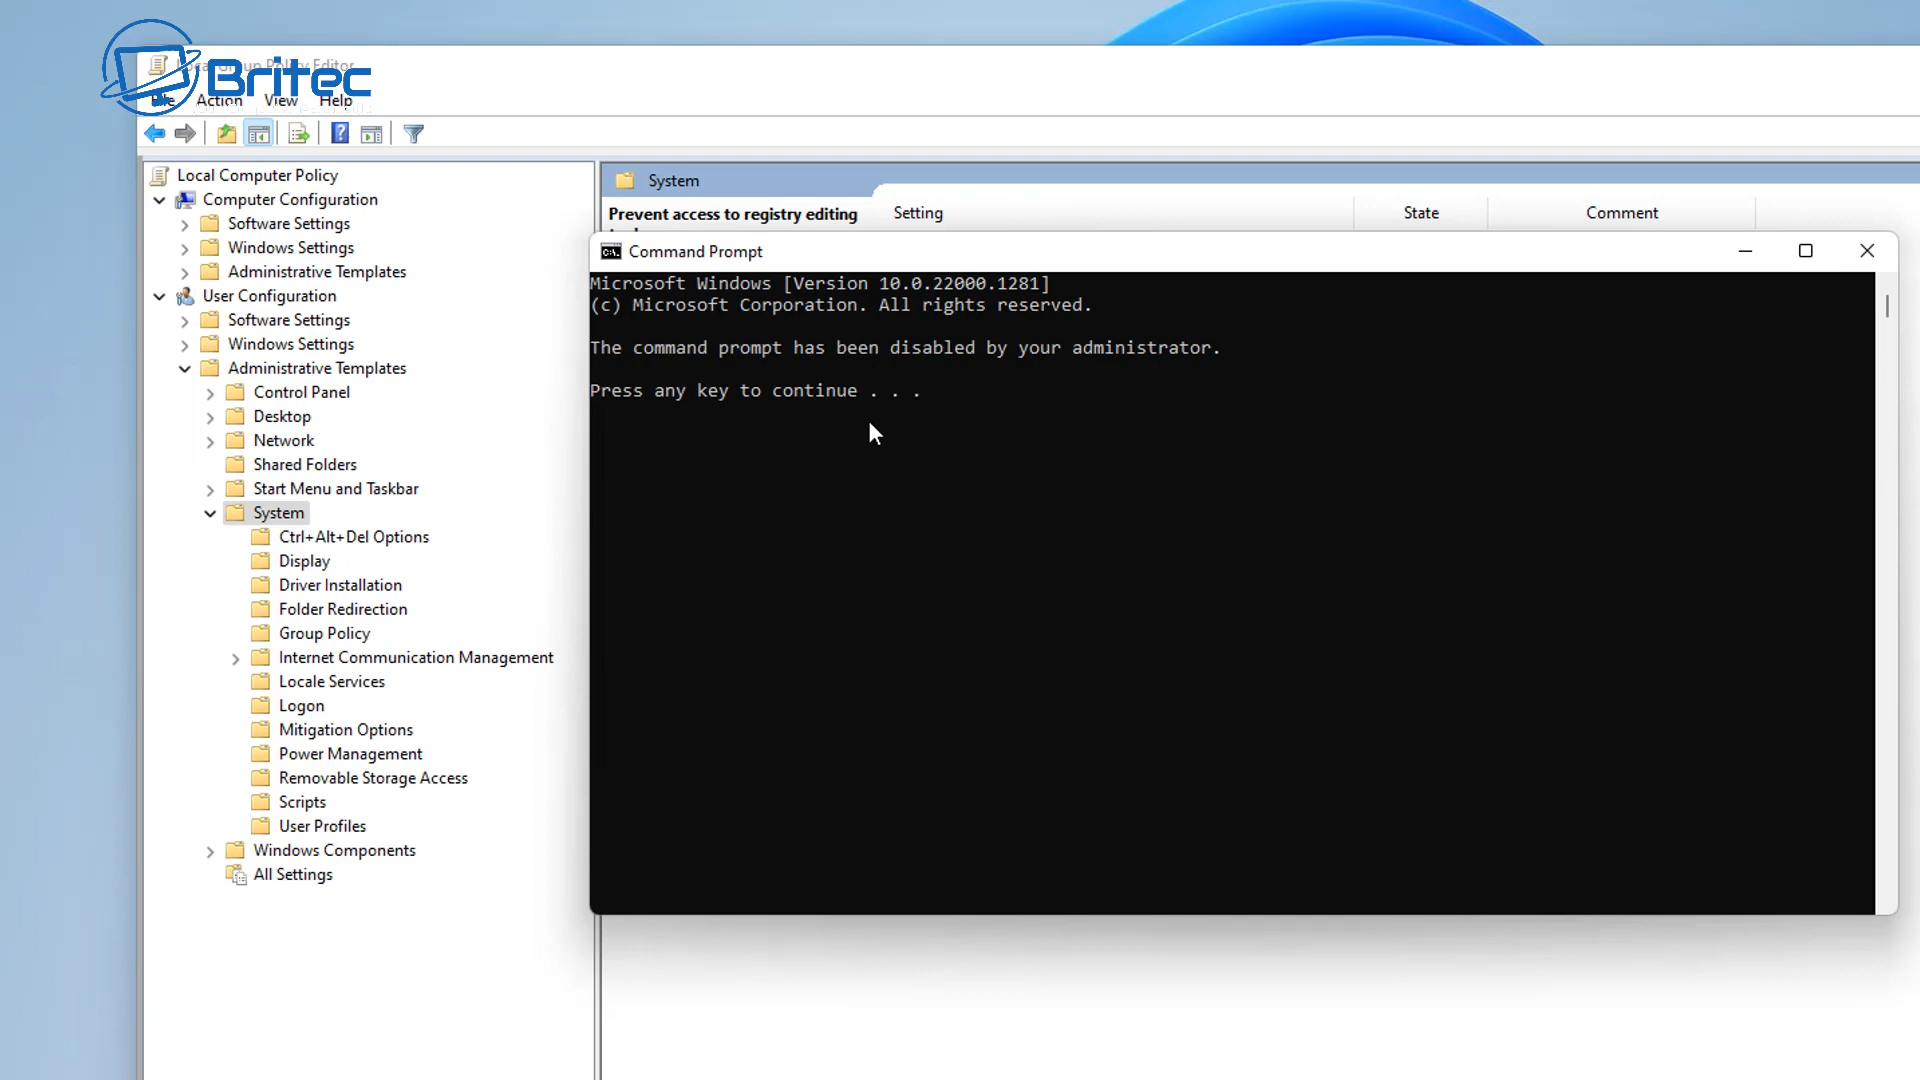 Local Group Policy Editor
Britec
File Action View Help
Local Computer Policy
Computer Configuration
Software Settings
Windows Settings
Administrative Templates
User Configuration
Software Settings
Windows Settings
Administrative Templates
Control Panel
Desktop
Network
Shared Folders
Start Menu and Taskbar
System
Ctrl+Alt+Del Options
Display
Driver Installation
Folder Redirection
Group Policy
Internet Communication Management
Locale Services
Logon
Mitigation Options
Power Management
Removable Storage Access
Scripts
User Profiles
Windows Components
All Settings
System
Prevent access to registry editing
Setting State Comment
Command Prompt
Microsoft Windows [Version 10.0.22000.1281]
(c) Microsoft Corporation. All rights reserved.
The command prompt has been disabled by your administrator.
Press any key to continue . . .